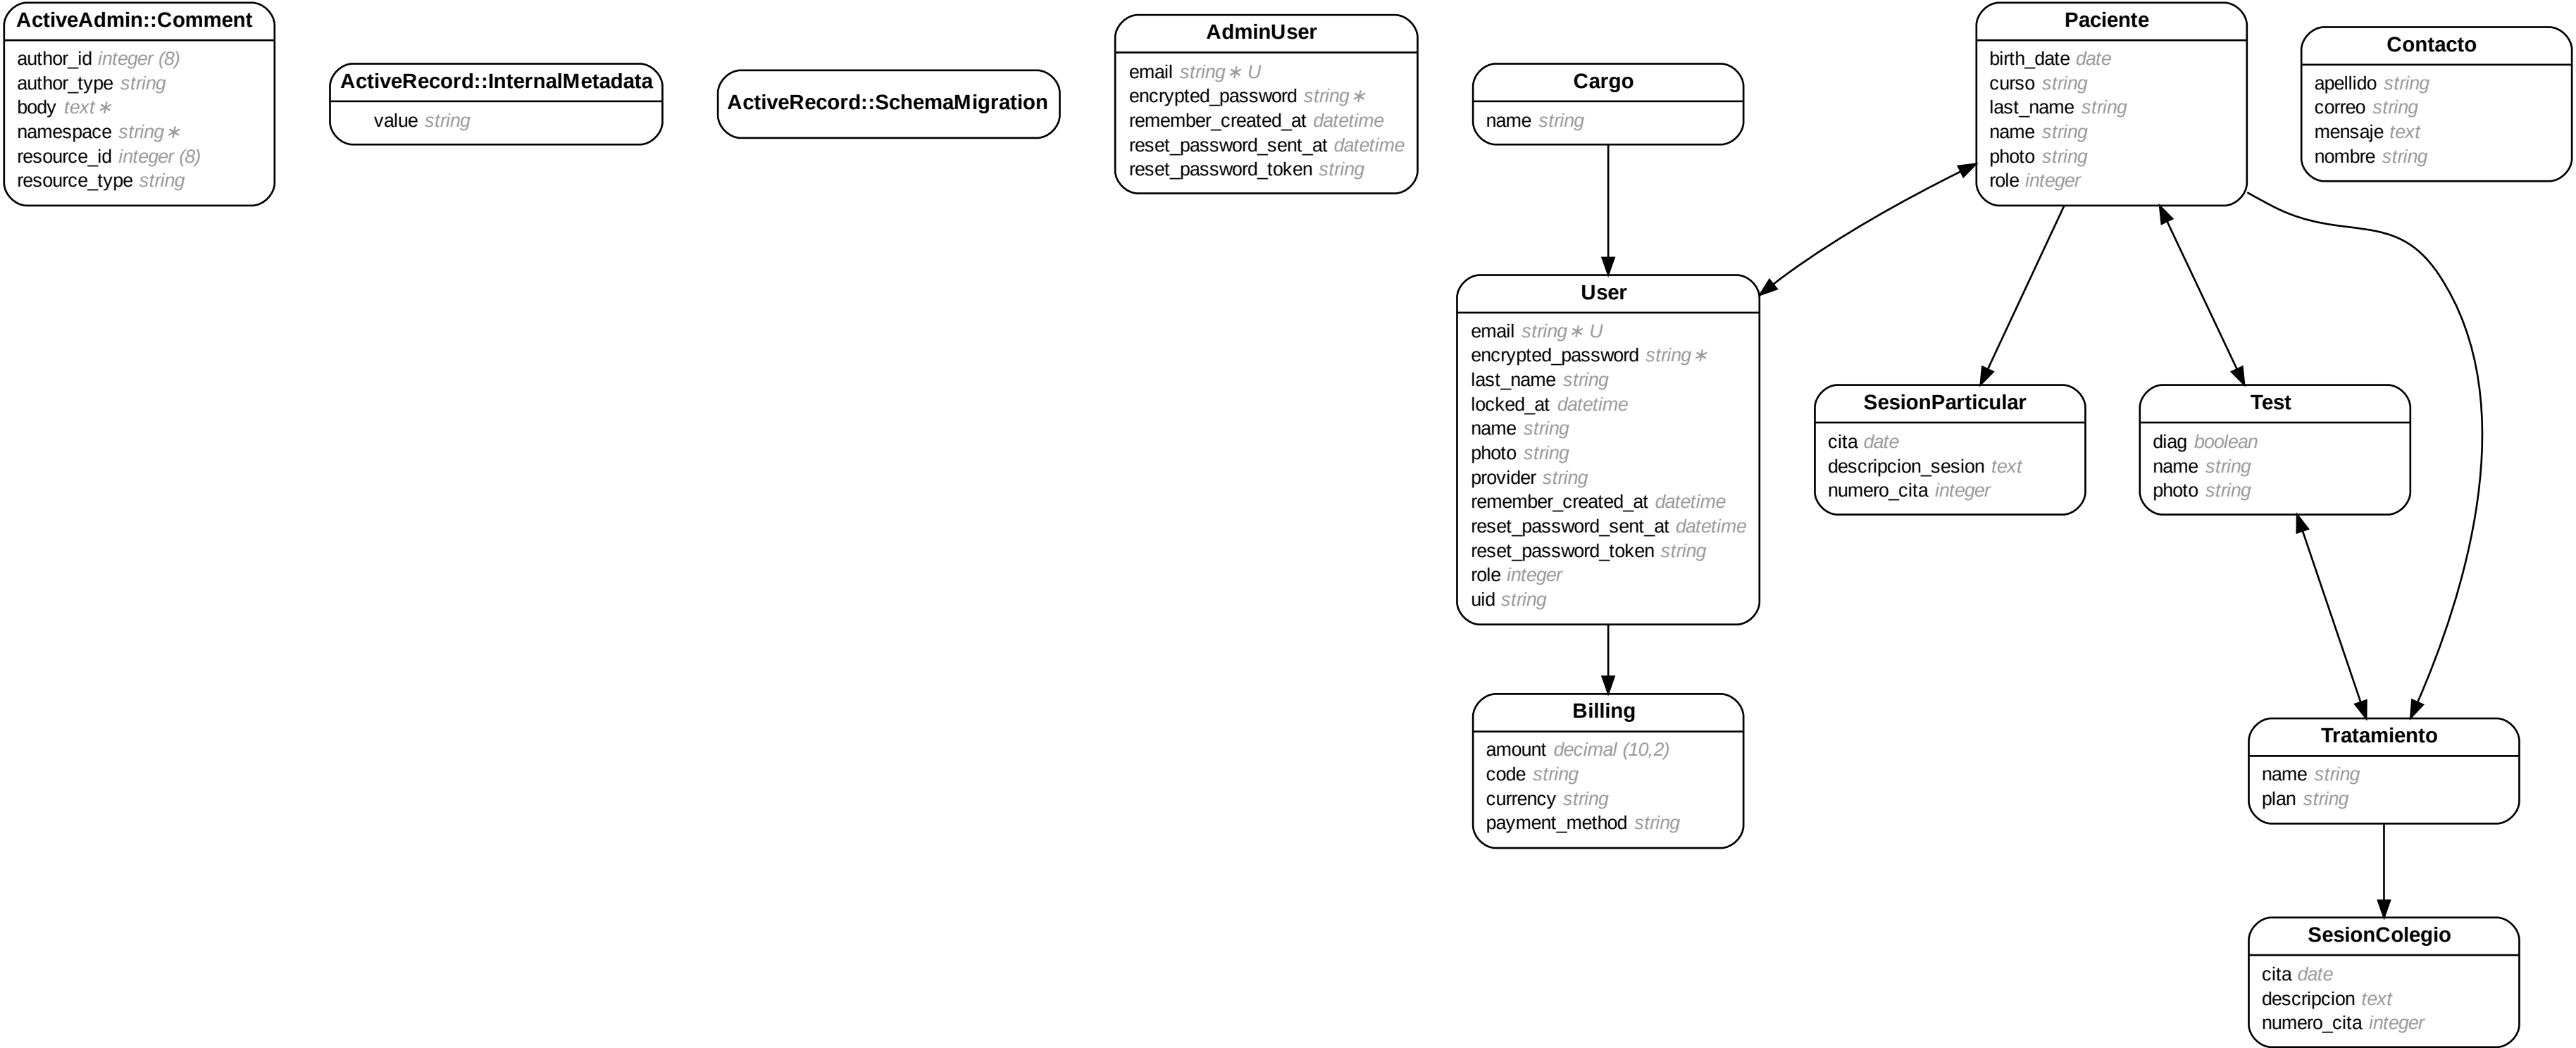 ActiveAdmin::Comment
author_id integer (8)
author_type string
body text ∗
namespace string ∗
resource_id integer (8)
resource_type string
ActiveRecord::InternalMetadata
value string
ActiveRecord::SchemaMigration
AdminUser
email string ∗ U
encrypted_password string ∗
remember_created_at datetime
reset_password_sent_at datetime
reset_password_token string
Cargo
name string
Paciente
birth_date date
curso string
last_name string
name string
photo string
role integer
Contacto
apellido string
correo string
mensaje text
nombre string
User
email string ∗ U
encrypted_password string ∗
last_name string
locked_at datetime
name string
photo string
provider string
remember_created_at datetime
reset_password_sent_at datetime
reset_password_token string
role integer
uid string
SesionParticular
cita date
descripcion_sesion text
numero_cita integer
Test
diag boolean
name string
photo string
Billing
amount decimal (10,2)
code string
currency string
payment_method string
Tratamiento
name string
plan string
SesionColegio
cita date
descripcion text
numero_cita integer